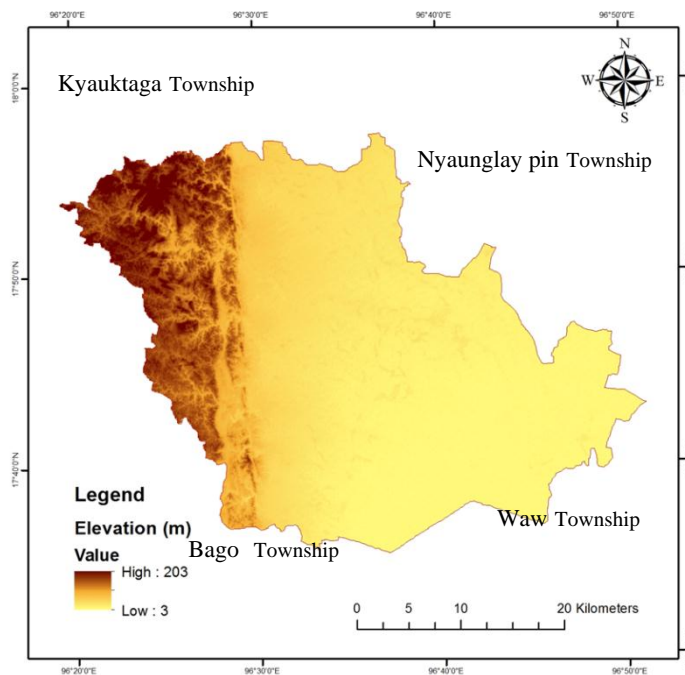 96°20'0"E 96°30'0"E 96°40'0"E 96°50'0"E
N
W E
S
18°00'N
Kyauktaga Township
Nyaunglay pin Township
17°50'0"N
17°40'0"N
Legend
Elevation (m)
Value
High : 203
Low : 3
Waw Township
Bago Township
0 5 10 20 Kilometers
96°20'0"E 96°30'0"E 96°40'0"E 96°50'0"E